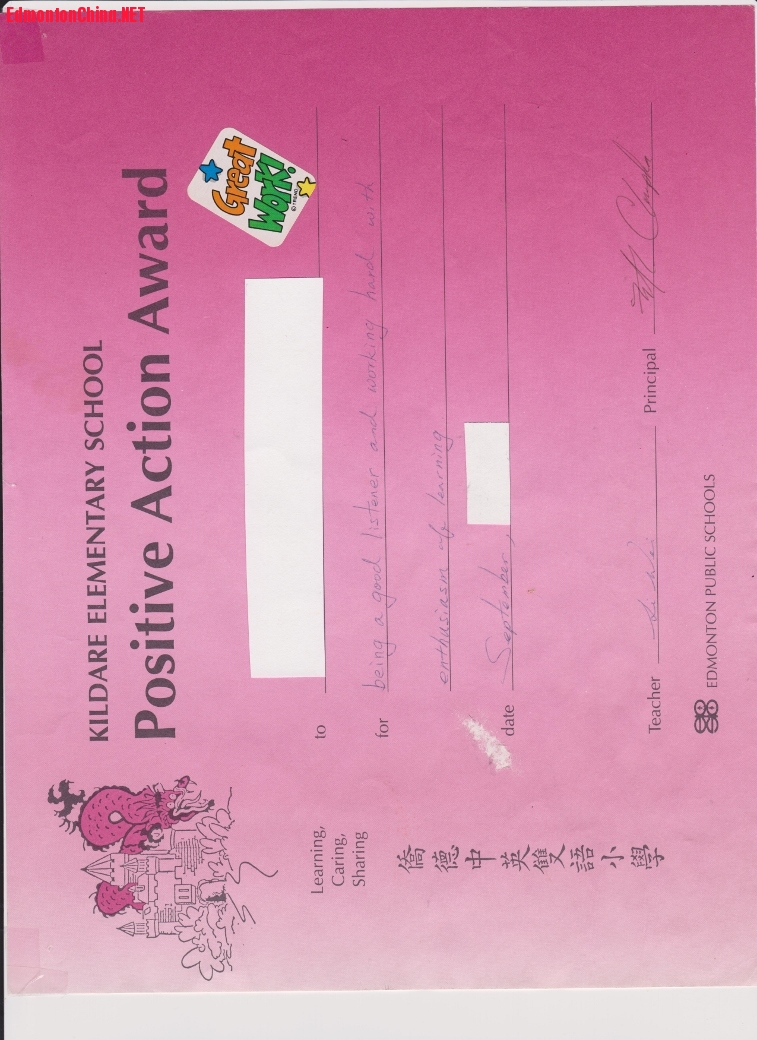 EdmontonChina.NET
KILDARE ELEMENTARY SCHOOL
Positive Action Award
Great
Work!
© TREND
to
for being a good listener and working hard with
enthusiasm of learning
date September,
Learning,
Caring,
Sharing
僑德中英雙語小學
Teacher
Principal
EDMONTON PUBLIC SCHOOLS